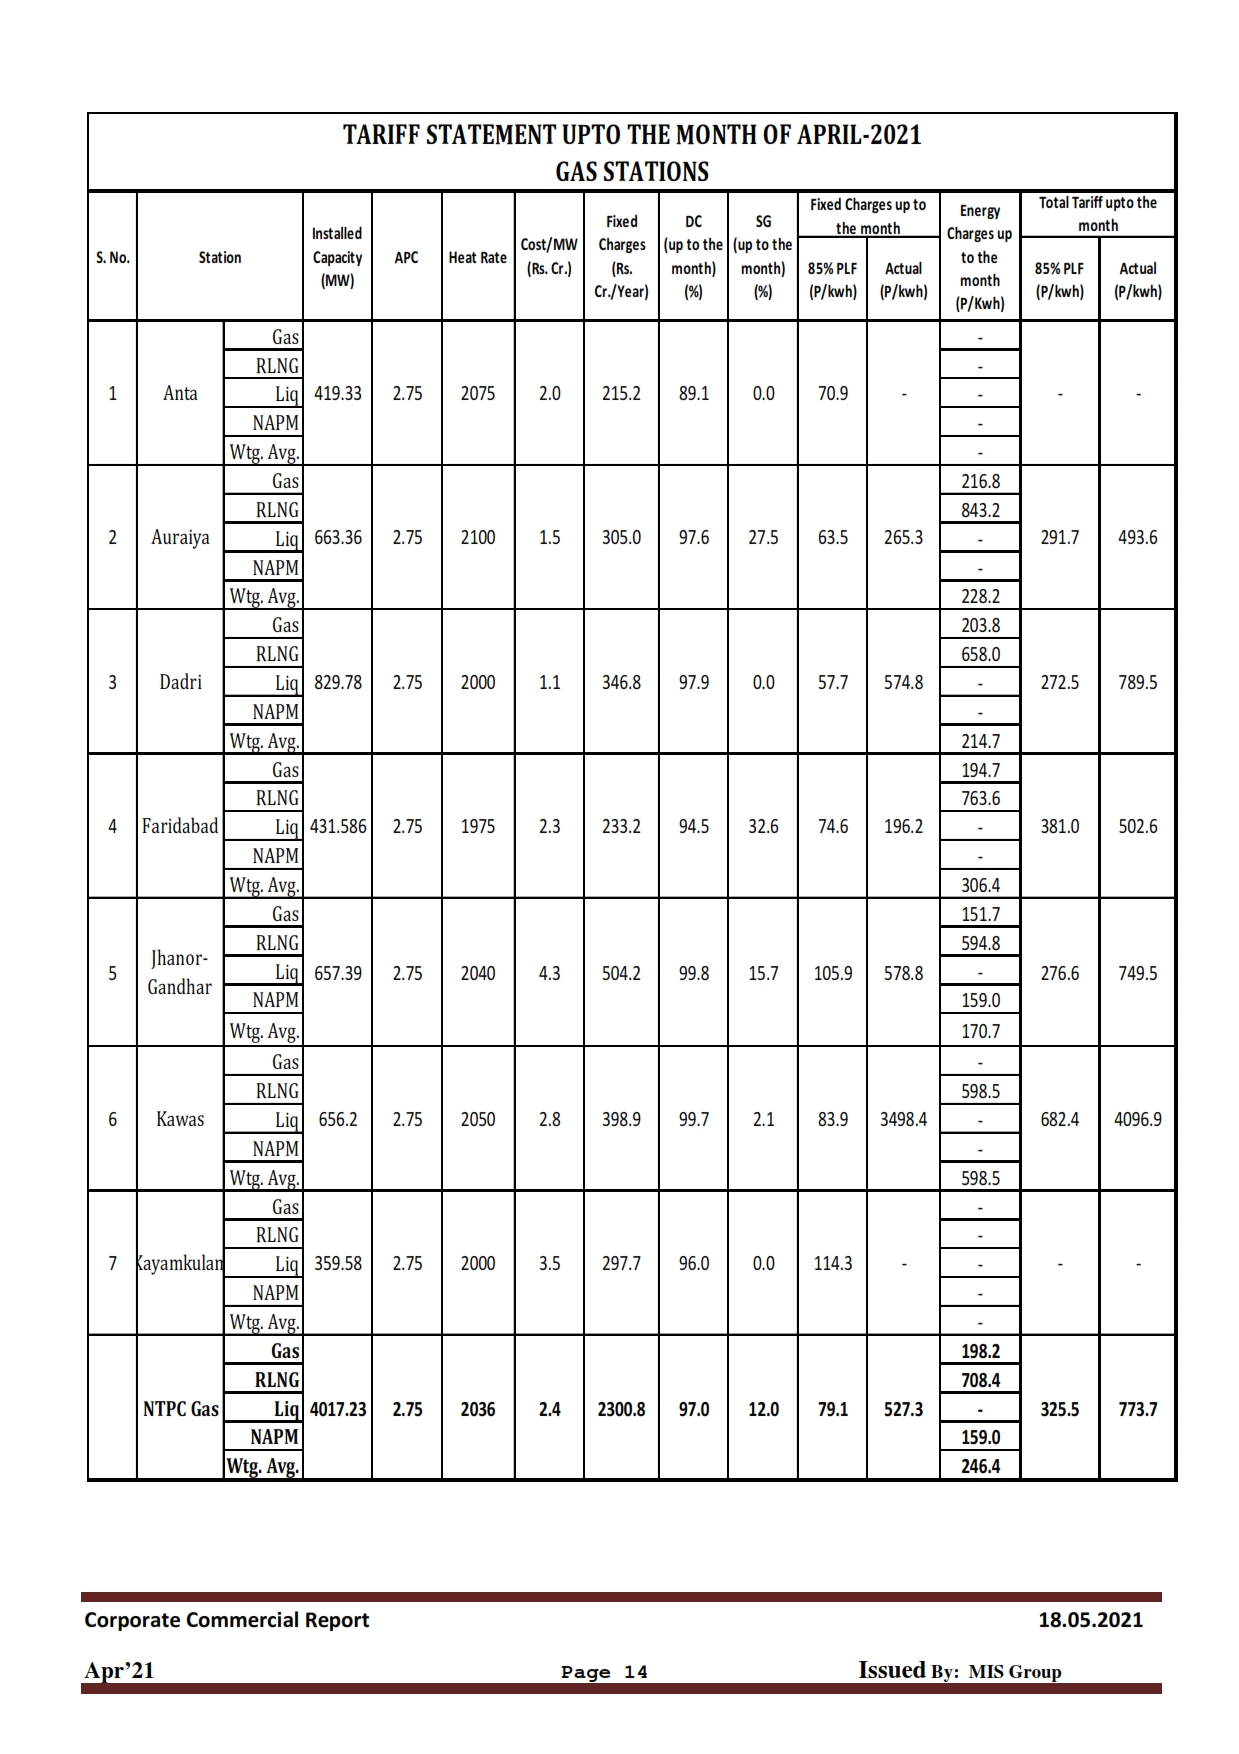 TARIFF STATEMENT UPTO THE MONTH OF APRIL-2021
GAS STATIONS
S. No. Station Installed Capacity (MW) APC Heat Rate Cost/MW (Rs. Cr.) Fixed Charges (Rs. Cr./Year) DC (up to the month) (%) SG (up to the month) (%) Fixed Charges up to the month Energy Charges up to the month (P/Kwh) Total Tariff upto the month
85% PLF (P/kwh) Actual (P/kwh) 85% PLF (P/kwh) Actual (P/kwh)
Gas -
RLNG -
1 Anta Liq 419.33 2.75 2075 2.0 215.2 89.1 0.0 70.9 - - - -
NAPM -
Wtg. Avg. -
Gas 216.8
RLNG 843.2
2 Auraiya Liq 663.36 2.75 2100 1.5 305.0 97.6 27.5 63.5 265.3 - 291.7 493.6
NAPM -
Wtg. Avg. 228.2
Gas 203.8
RLNG 658.0
3 Dadri Liq 829.78 2.75 2000 1.1 346.8 97.9 0.0 57.7 574.8 - 272.5 789.5
NAPM -
Wtg. Avg. 214.7
Gas 194.7
RLNG 763.6
4 Faridabad Liq 431.586 2.75 1975 2.3 233.2 94.5 32.6 74.6 196.2 - 381.0 502.6
NAPM -
Wtg. Avg. 306.4
Gas 151.7
RLNG 594.8
5 Jhanor-Gandhar Liq 657.39 2.75 2040 4.3 504.2 99.8 15.7 105.9 578.8 - 276.6 749.5
NAPM 159.0
Wtg. Avg. 170.7
Gas -
RLNG 598.5
6 Kawas Liq 656.2 2.75 2050 2.8 398.9 99.7 2.1 83.9 3498.4 - 682.4 4096.9
NAPM -
Wtg. Avg. 598.5
Gas -
RLNG -
7 Kayamkulam Liq 359.58 2.75 2000 3.5 297.7 96.0 0.0 114.3 - - - -
NAPM -
Wtg. Avg. -
Gas 198.2
RLNG 708.4
NTPC Gas Liq 4017.23 2.75 2036 2.4 2300.8 97.0 12.0 79.1 527.3 - 325.5 773.7
NAPM 159.0
Wtg. Avg. 246.4
Corporate Commercial Report 18.05.2021
Apr’21 Page 14 Issued By: MIS Group